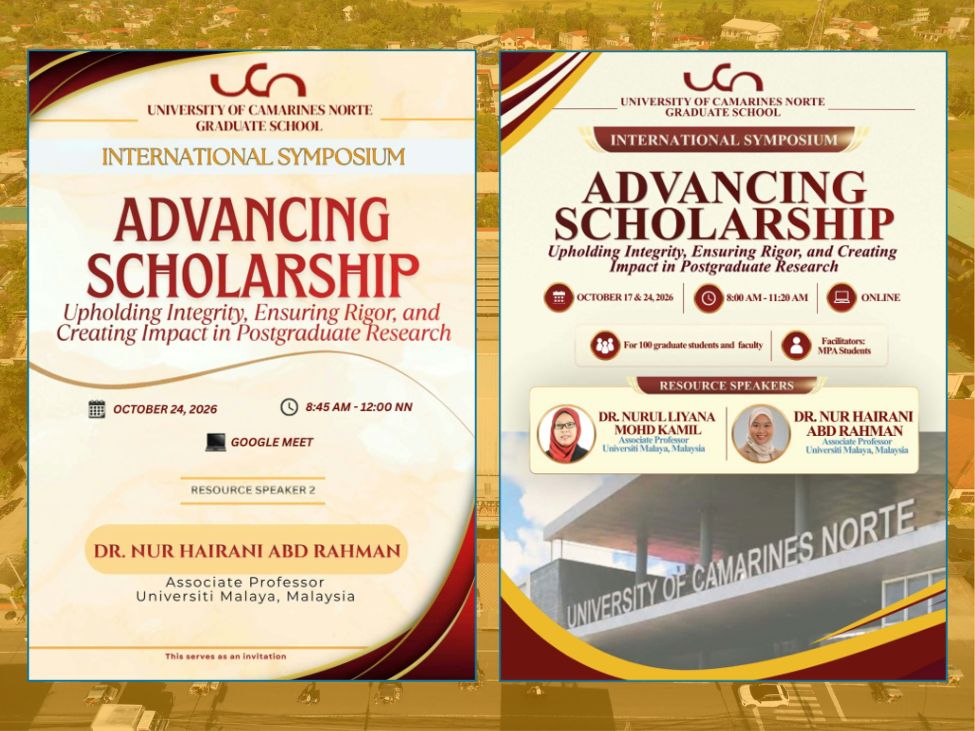 ucn
UNIVERSITY OF CAMARINES NORTE
GRADUATE SCHOOL
INTERNATIONAL SYMPOSIUM
ADVANCING
SCHOLARSHIP
Upholding Integrity, Ensuring Rigor, and
Creating Impact in Postgraduate Research
OCTOBER 24, 2026
8:45 AM - 12:00 NN
GOOGLE MEET
RESOURCE SPEAKER 2
DR. NUR HAIRANI ABD RAHMAN
Associate Professor
Universiti Malaya, Malaysia
This serves as an invitation
ucn
UNIVERSITY OF CAMARINES NORTE
GRADUATE SCHOOL
INTERNATIONAL SYMPOSIUM
ADVANCING
SCHOLARSHIP
Upholding Integrity, Ensuring Rigor, and Creating
Impact in Postgraduate Research
OCTOBER 17 & 24, 2026
8:00 AM - 11:20 AM
ONLINE
For 100 graduate students and faculty
Facilitators:
MPA Students
RESOURCE SPEAKERS
DR. NURUL LIYANA
MOHD KAMIL
Associate Professor
Universiti Malaya, Malaysia
DR. NUR HAIRANI
ABD RAHMAN
Associate Professor
Universiti Malaya, Malaysia
UNIVERSITY OF CAMARINES NORTE